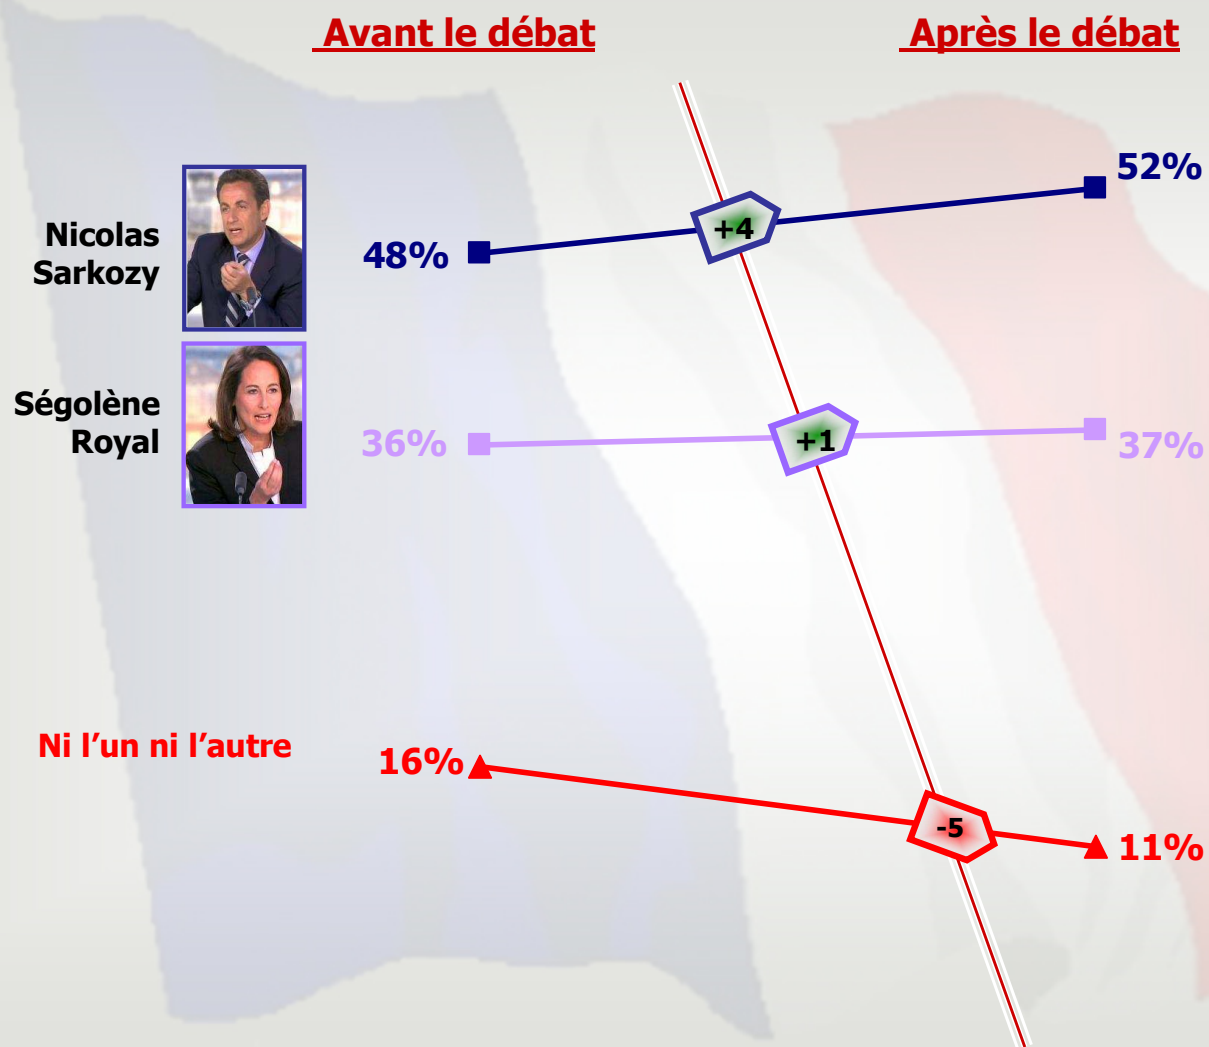 Avant le débat
Après le débat
Nicolas
Sarkozy
48%
+4
52%
Ségolène
Royal
36%
+1
37%
Ni l’un ni l’autre
16%
-5
11%